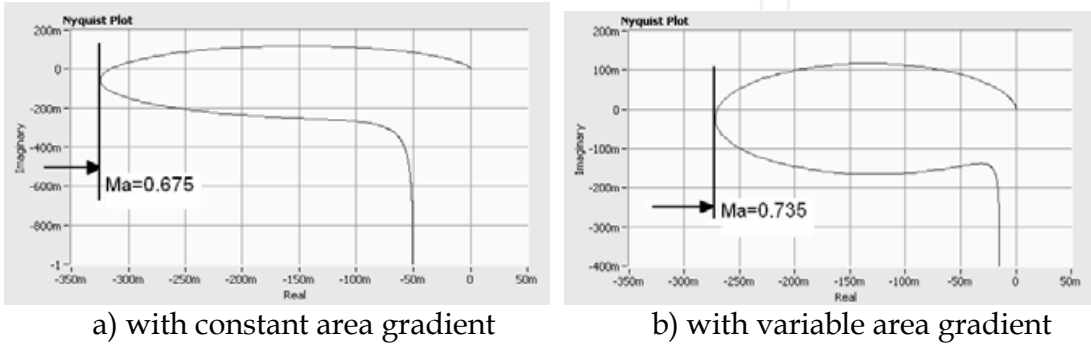 Nyquist Plot
200m
0
-200m
-400m
-600m
-800m
-1
Imaginary
Ma=0.675
-350m -300m -250m -200m -150m -100m -50m 0 50m
Real
a) with constant area gradient
Nyquist Plot
200m
100m
0
-100m
-200m
-300m
-400m
Imaginary
Ma=0.735
-350m -300m -250m -200m -150m -100m -50m 0 50m
Real
b) with variable area gradient